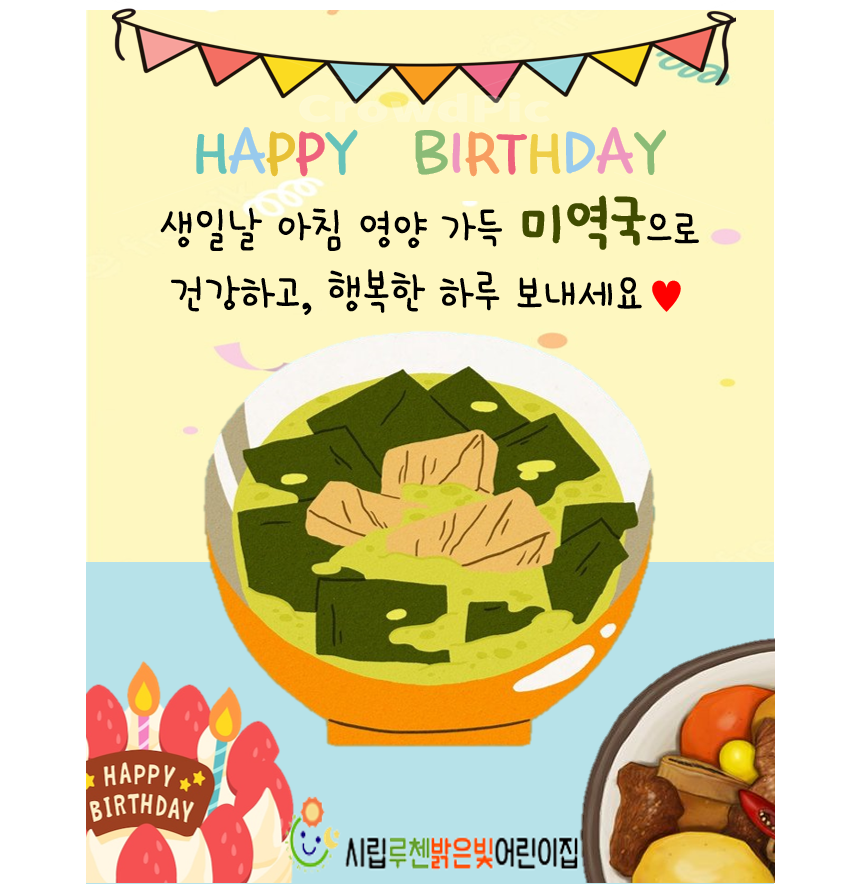 CrowdPic
HAPPY BIRTHDAY
생일날 아침 영양 가득 미역국으로
건강하고, 행복한 하루 보내세요♥
HAPPY
BIRTHDAY
시립루첸밝은빛어린이집